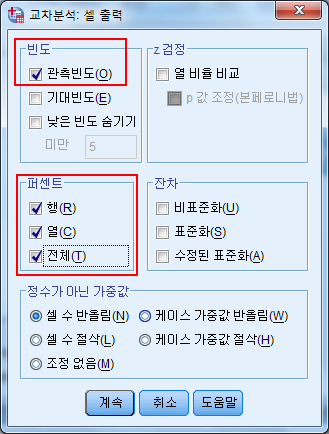 교차분석: 셀 출력
빈도
관측빈도(O)
기대빈도(E)
낮은 빈도 숨기기
미만 5
z 검정
열 비율 비교
p 값 조정(본페로니법)
퍼센트
행(R)
열(C)
전체(T)
잔차
비표준화(U)
표준화(S)
수정된 표준화(A)
정수가 아닌 가중값
셀 수 반올림(N) 케이스 가중값 반올림(W)
셀 수 절삭(L) 케이스 가중값 절삭(H)
조정 없음(M)
계속 취소 도움말